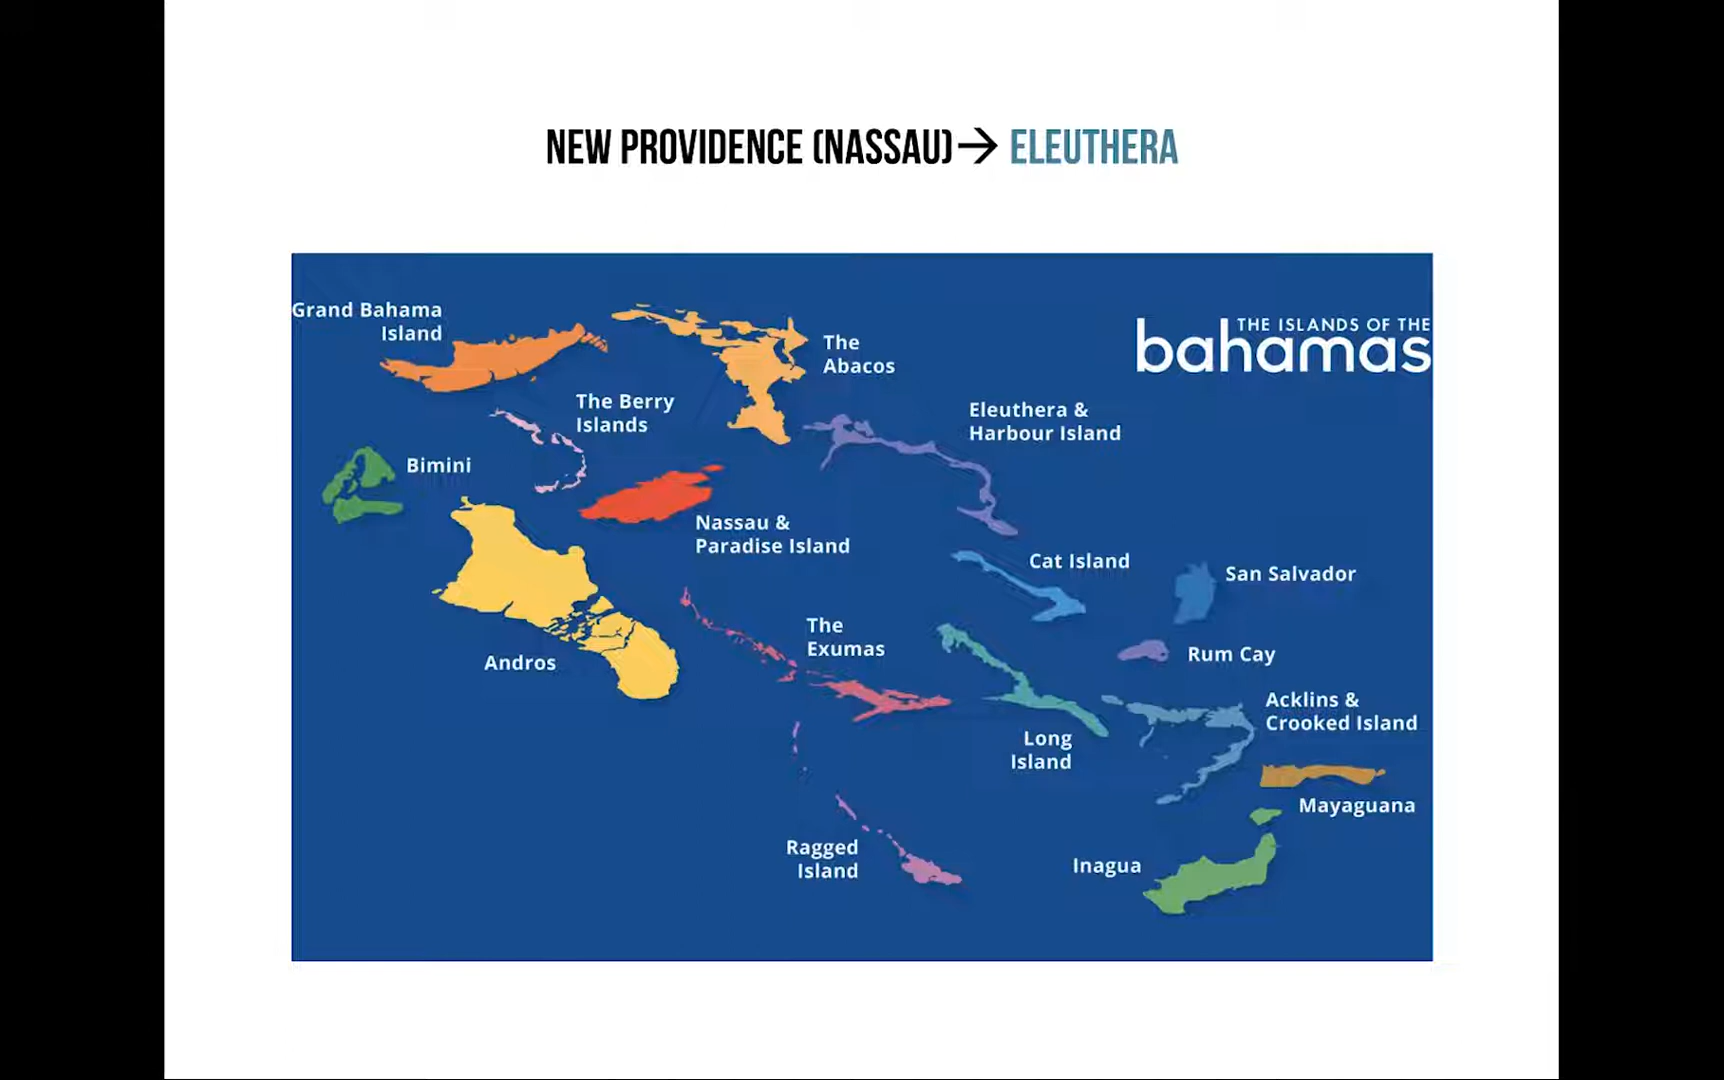 NEW PROVIDENCE (NASSAU)→ ELEUTHERA
Grand Bahama
Island
The
Abacos
THE ISLANDS OF THE
bahamas
The Berry
Islands
Eleuthera &
Harbour Island
Bimini
Nassau &
Paradise Island
Cat Island
San Salvador
The
Exumas
Rum Cay
Andros
Acklins &
Crooked Island
Long
Island
Mayaguana
Ragged
Island
Inagua